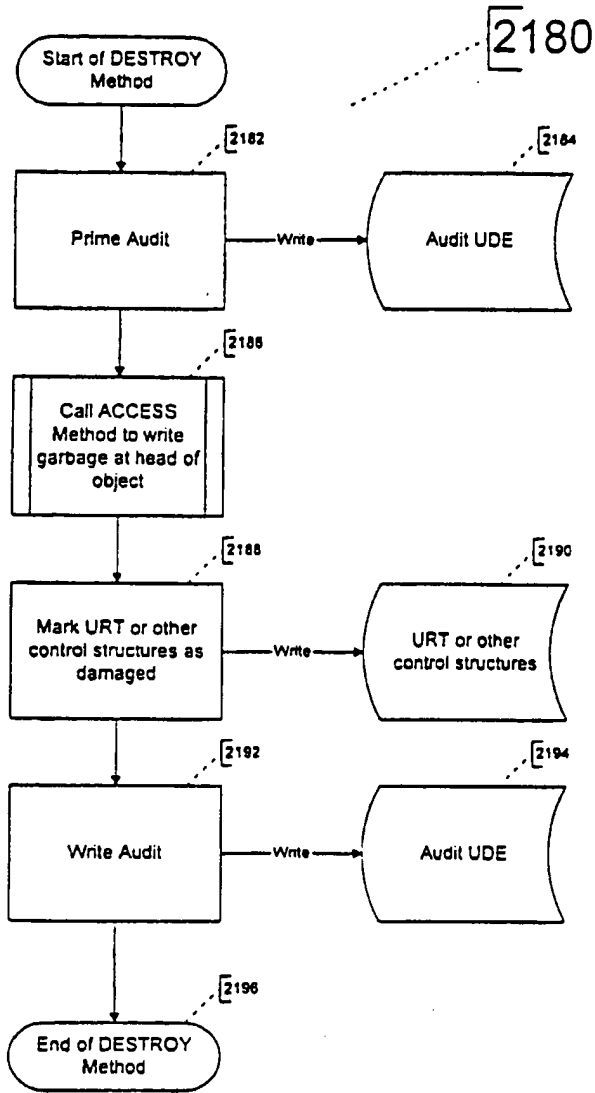 2180
Start of DESTROY
Method
2182
2184
Prime Audit
Write
Audit UDE
2186
Call ACCESS
Method to write
garbage at head of
object
2188
2190
Mark URT or other
control structures as
damaged
Write
URT or other
control structures
2192
2194
Write Audit
Write
Audit UDE
2196
End of DESTROY
Method